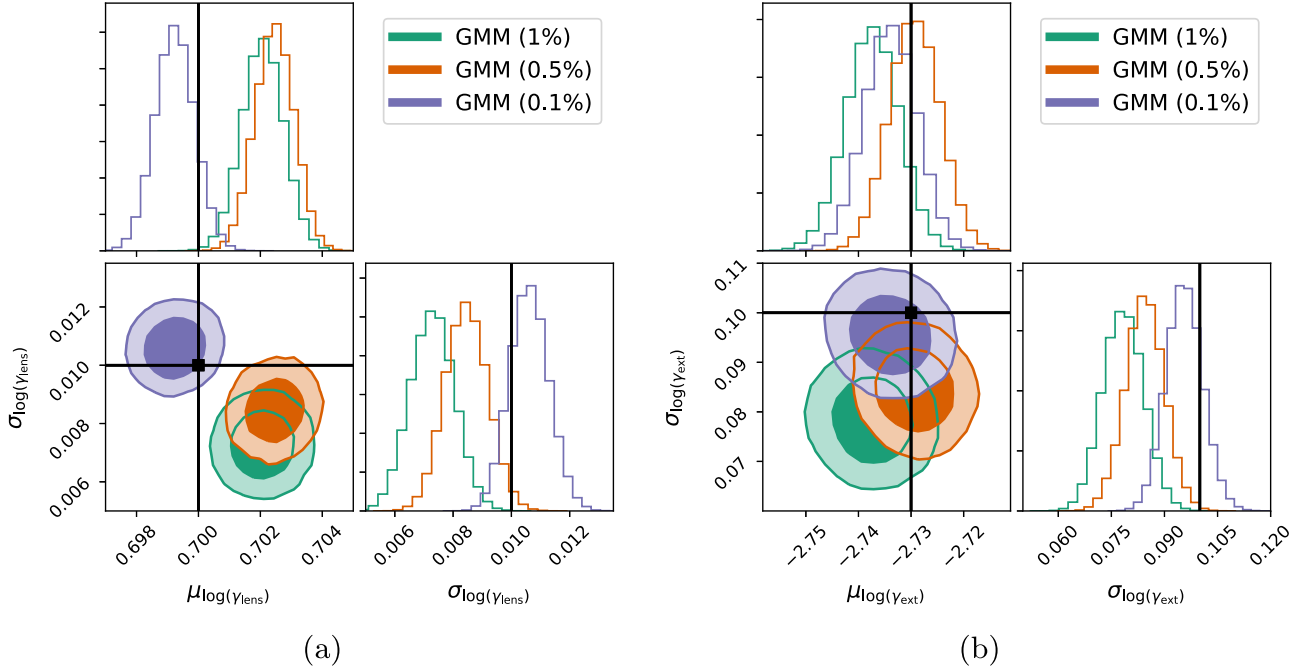 GMM (1%)
GMM (0.5%)
GMM (0.1%)
GMM (1%)
GMM (0.5%)
GMM (0.1%)
σlog(γlens)
0.012
0.010
0.008
0.006
0.698
0.700
0.702
0.704
μlog(γlens)
0.006
0.008
0.010
0.012
σlog(γlens)
σlog(γext)
0.11
0.10
0.09
0.08
0.07
−2.75
−2.74
−2.73
−2.72
μlog(γext)
0.060
0.075
0.090
0.105
0.120
σlog(γext)
(a)
(b)